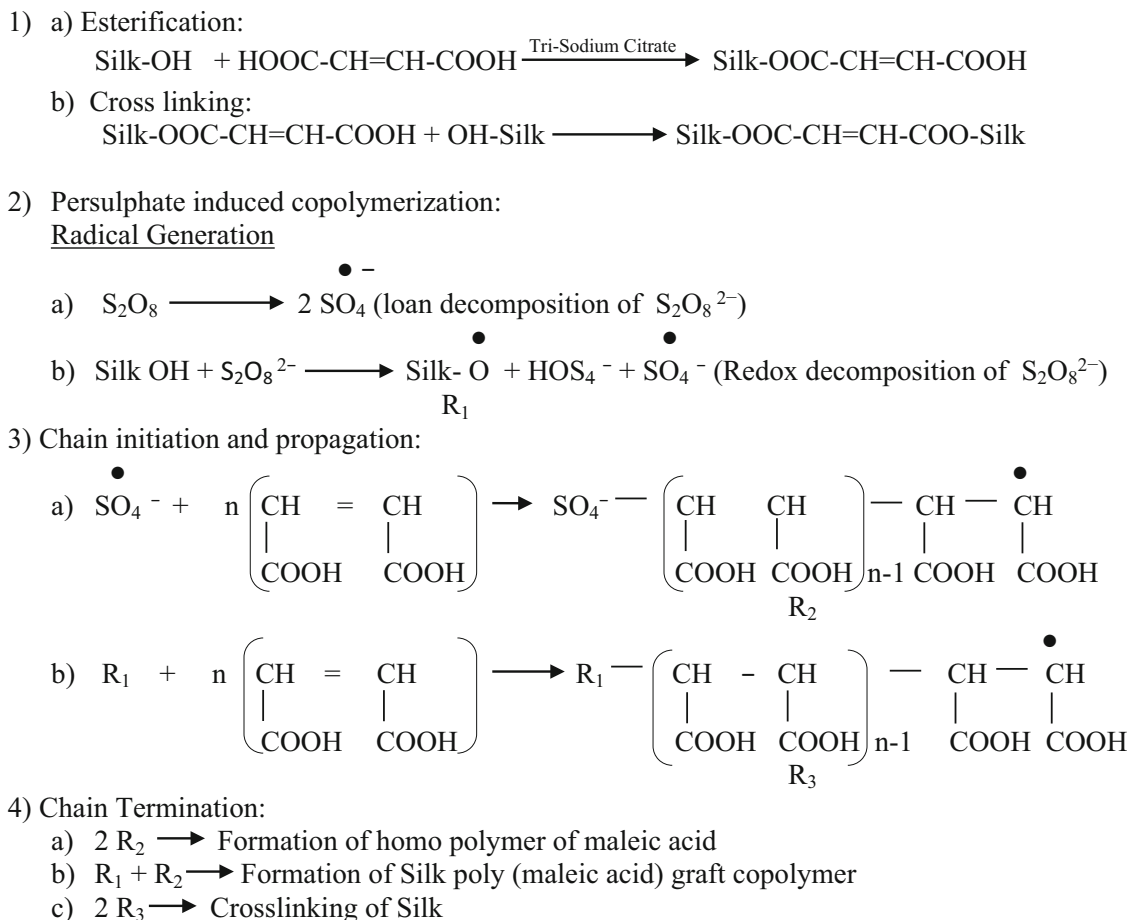 1) a) Esterification:
Tri-Sodium Citrate
Silk-OH + HOOC-CH=CH-COOH ⟶ Silk-OOC-CH=CH-COOH
b) Cross linking:
Silk-OOC-CH=CH-COOH + OH-Silk ⟶ Silk-OOC-CH=CH-COO-Silk
2) Persulphate induced copolymerization:
Radical Generation
● –
a) S₂O₈ ⟶ 2 SO₄ (loan decomposition of S₂O₈ ²⁻)
● ●
b) Silk OH + S₂O₈ ²⁻ ⟶ Silk- O + HOS₄ ⁻ + SO₄ ⁻ (Redox decomposition of S₂O₈²⁻)
R₁
3) Chain initiation and propagation:
● ●
a) SO₄ ⁻ + n ( CH = CH ) ⟶ SO₄⁻ — ( CH CH ) — CH — CH
| | | | | |
COOH COOH COOH COOH n-1 COOH COOH
R₂
●
b) R₁ + n ( CH = CH ) ⟶ R₁ — ( CH – CH ) — CH — CH
| | | | | |
COOH COOH COOH COOH n-1 COOH COOH
R₃
4) Chain Termination:
a) 2 R₂ ⟶ Formation of homo polymer of maleic acid
b) R₁ + R₂ ⟶ Formation of Silk poly (maleic acid) graft copolymer
c) 2 R₃ ⟶ Crosslinking of Silk